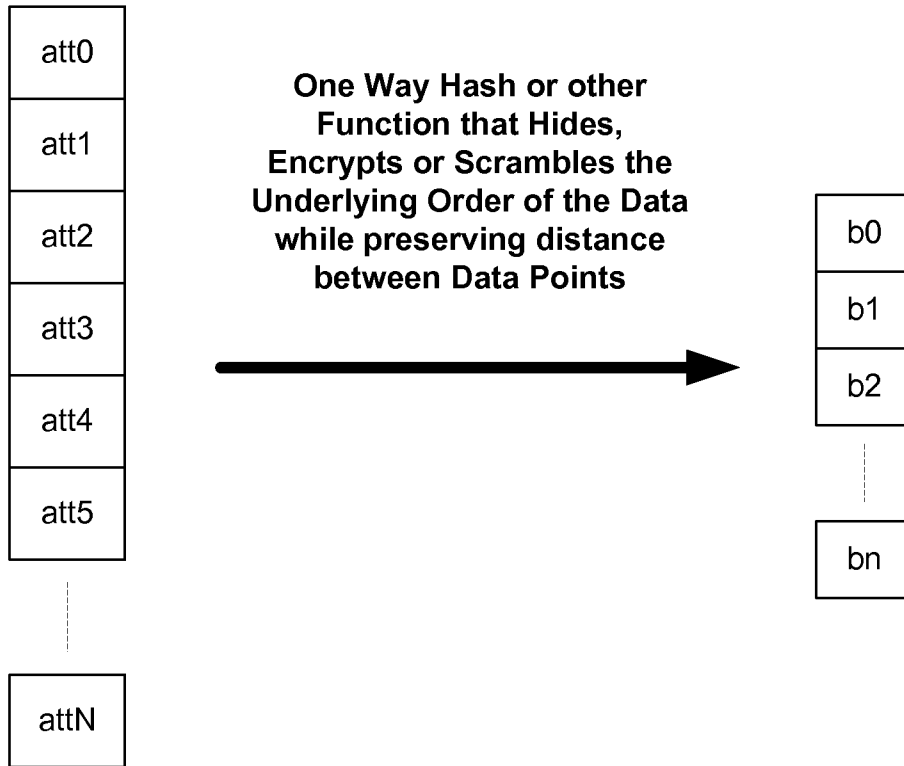 att0
att1
att2
att3
att4
att5
attN
One Way Hash or other
Function that Hides,
Encrypts or Scrambles the
Underlying Order of the Data
while preserving distance
between Data Points
b0
b1
b2
bn